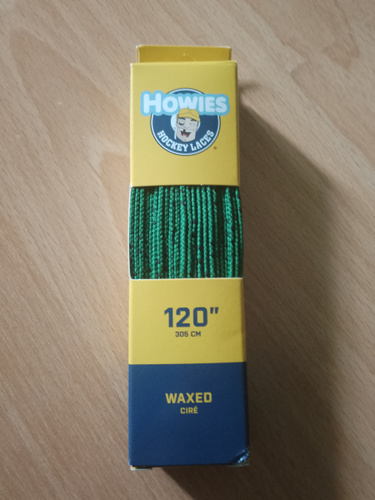 HOWIES
HOCKEY LACES
120"
305 CM
WAXED
CIRÉ